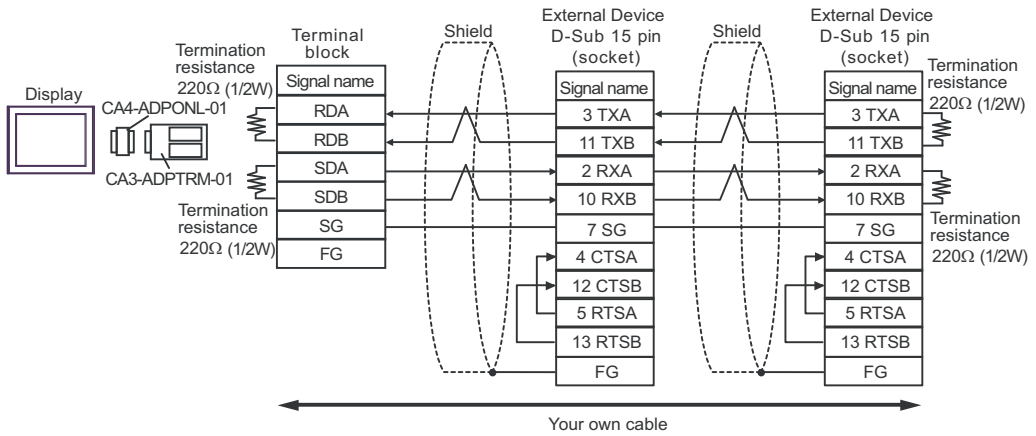 Display
CA4-ADPONL-01
CA3-ADPTRM-01
Termination
resistance
220Ω (1/2W)
Termination
resistance
220Ω (1/2W)
Terminal
block
Signal name
RDA
RDB
SDA
SDB
SG
FG
Shield
External Device
D-Sub 15 pin
(socket)
Signal name
3 TXA
11 TXB
2 RXA
10 RXB
7 SG
4 CTSA
12 CTSB
5 RTSA
13 RTSB
FG
Shield
External Device
D-Sub 15 pin
(socket)
Signal name
3 TXA
11 TXB
2 RXA
10 RXB
7 SG
4 CTSA
12 CTSB
5 RTSA
13 RTSB
FG
Termination
resistance
220Ω (1/2W)
Termination
resistance
220Ω (1/2W)
Your own cable